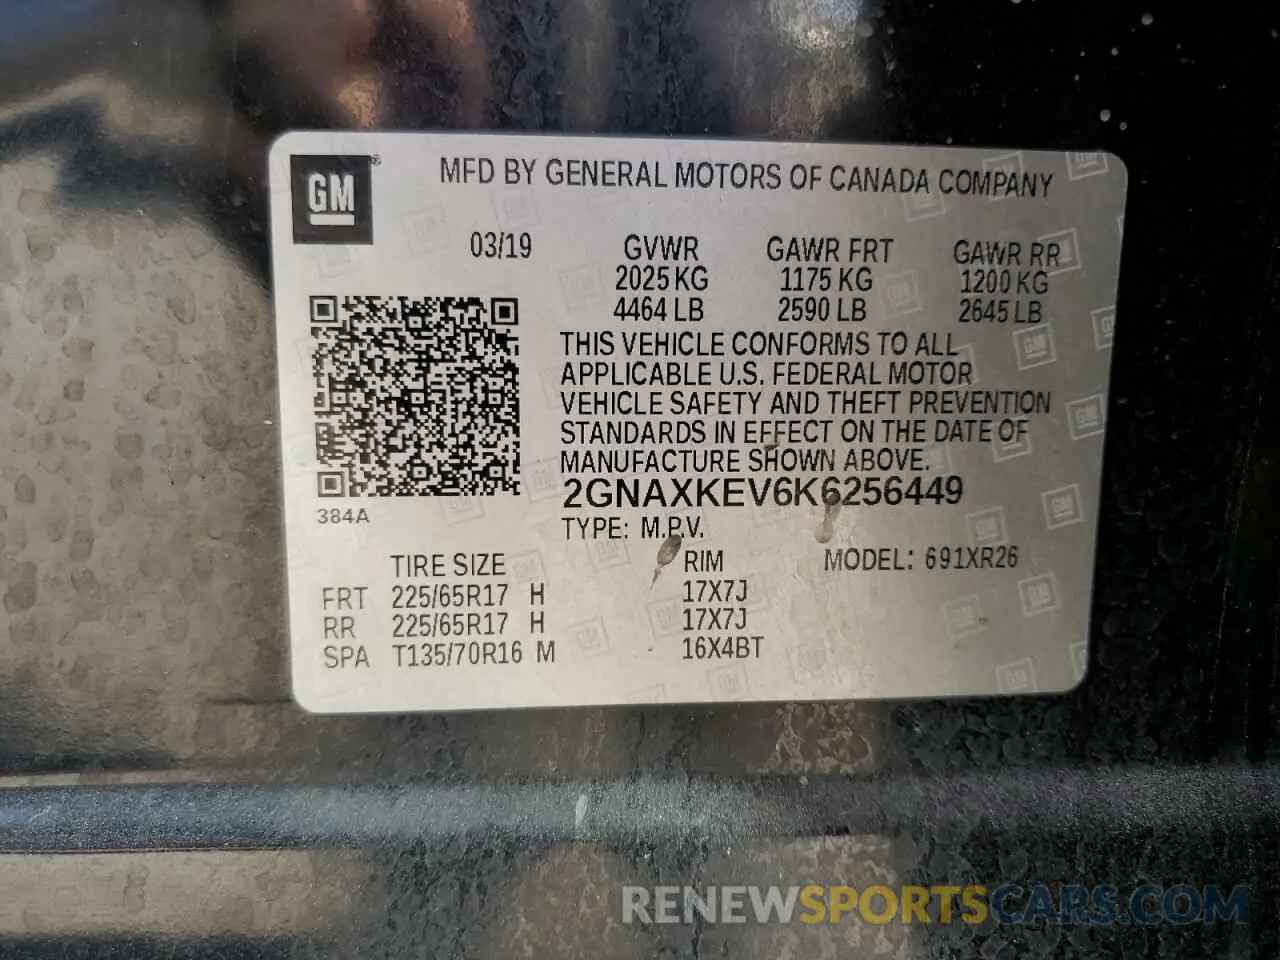 GM
MFD BY GENERAL MOTORS OF CANADA COMPANY
03/19 GVWR GAWR FRT GAWR RR
2025 KG 1175 KG 1200 KG
4464 LB 2590 LB 2645 LB
THIS VEHICLE CONFORMS TO ALL
APPLICABLE U.S. FEDERAL MOTOR
VEHICLE SAFETY AND THEFT PREVENTION
STANDARDS IN EFFECT ON THE DATE OF
MANUFACTURE SHOWN ABOVE.
384A
2GNAXKEV6K6256449
TYPE: M.P.V.
TIRE SIZE RIM MODEL: 691XR26
FRT 225/65R17 H 17X7J
RR 225/65R17 H 17X7J
SPA T135/70R16 M 16X4BT
RENEWSPORTSCARS.COM